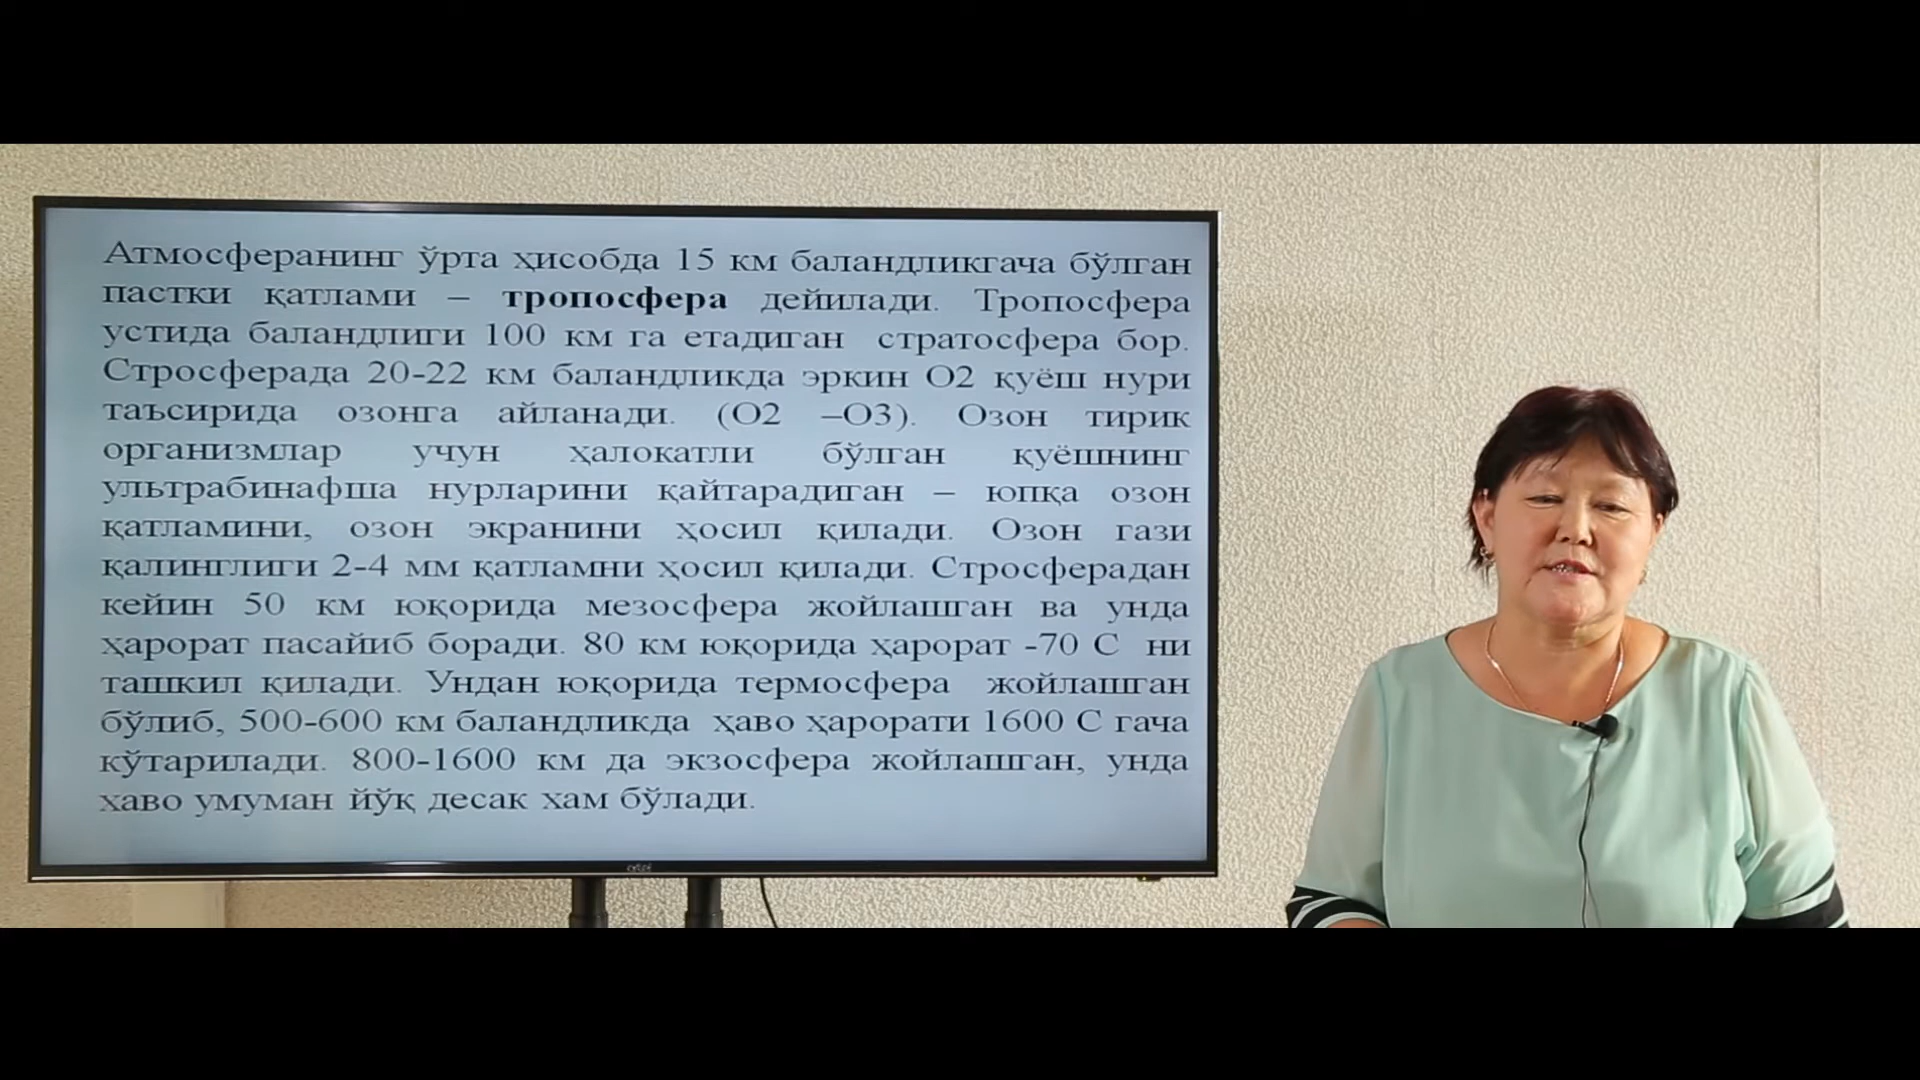 Атмосферанинг ўрта ҳисобда 15 км баландликгача бўлган
пастки қатлами – тропосфера дейилади. Тропосфера
устида баландлиги 100 км га етадиган стратосфера бор.
Стросферада 20-22 км баландликда эркин О2 қуёш нури
таъсирида озонга айланади. (О2 –О3). Озон тирик
организмлар учун ҳалокатли бўлган қуёшнинг
ультрабинафша нурларини қайтарадиган – юпқа озон
қатламини, озон экранини ҳосил қилади. Озон гази
қалинглиги 2-4 мм қатламни ҳосил қилади. Стросферадан
кейин 50 км юқорида мезосфера жойлашган ва унда
ҳарорат пасайиб боради. 80 км юқорида ҳарорат -70 С ни
ташкил қилади. Ундан юқорида термосфера жойлашган
бўлиб, 500-600 км баландликда ҳаво ҳарорати 1600 С гача
кўтарилади. 800-1600 км да экзосфера жойлашган, унда
хаво умуман йўқ десак хам бўлади.